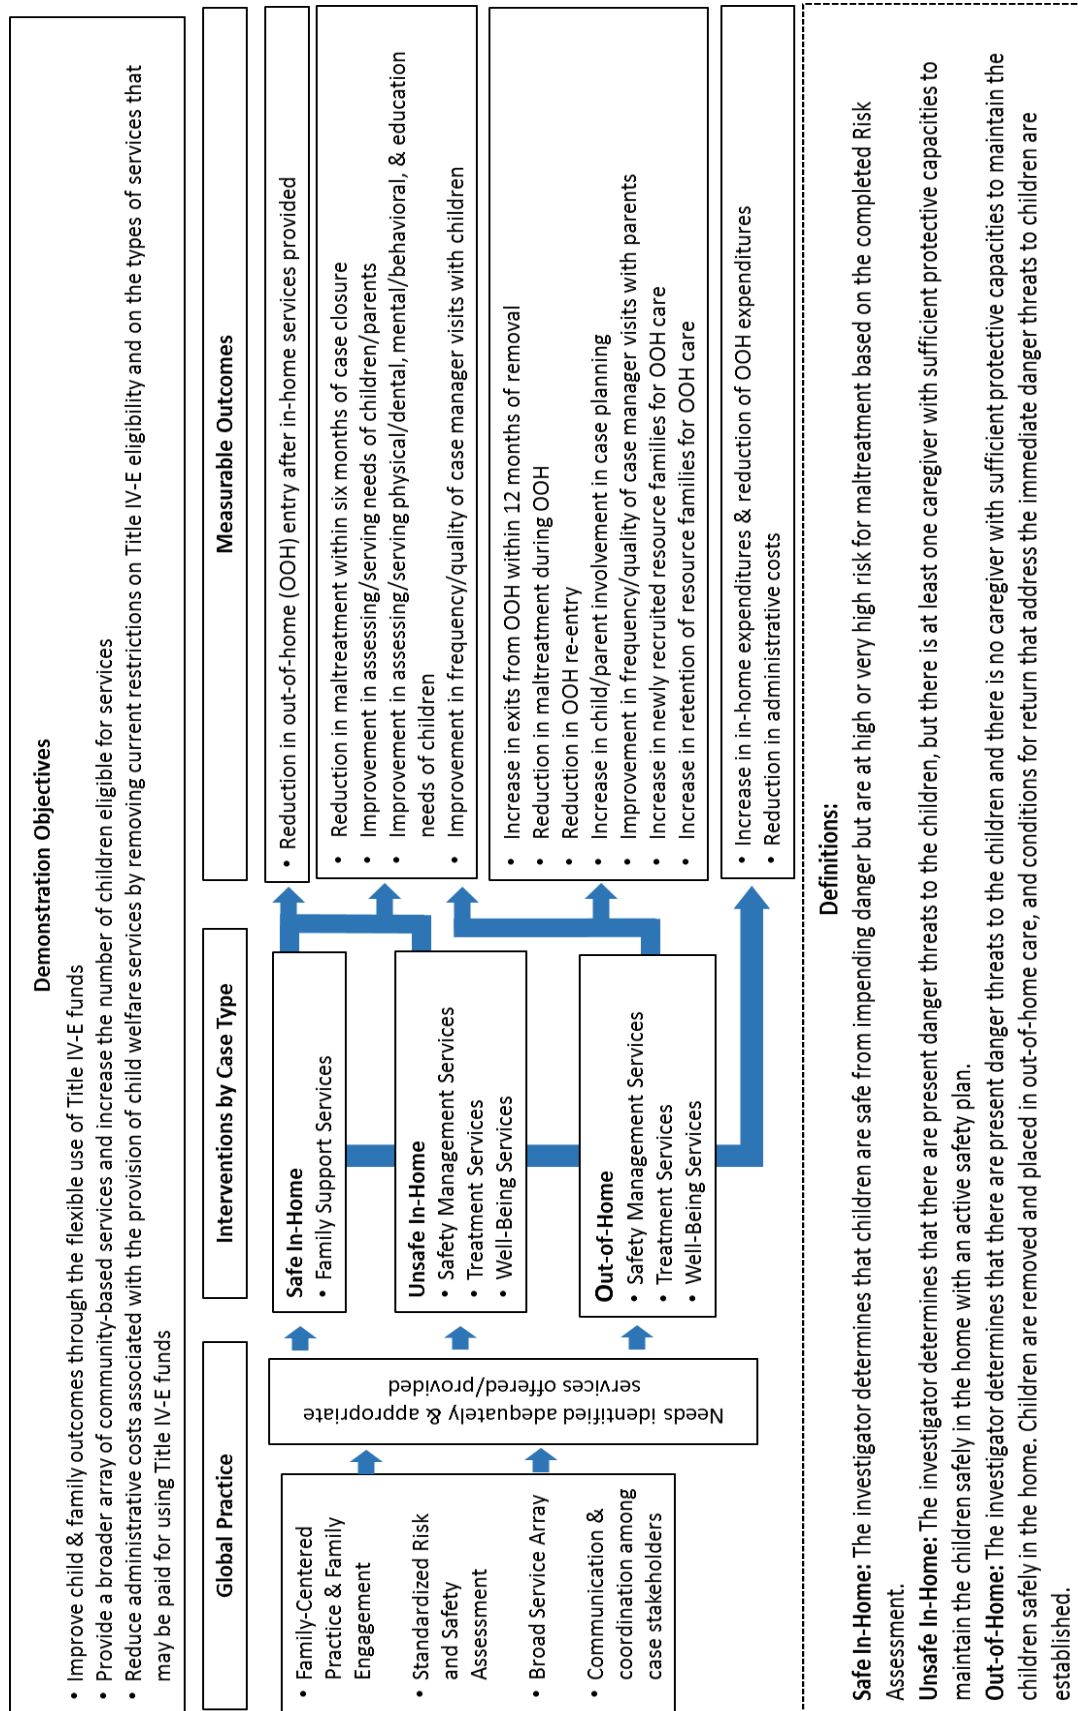 Demonstration Objectives
• Improve child & family outcomes through the flexible use of Title IV-E funds
• Provide a broader array of community-based services and increase the number of children eligible for services
• Reduce administrative costs associated with the provision of child welfare services by removing current restrictions on Title IV-E eligibility and on the types of services that
may be paid for using Title IV-E funds
Global Practice
Interventions by Case Type
Measurable Outcomes
• Family-Centered
Practice & Family
Engagement
• Standardized Risk
and Safety
Assessment
• Broad Service Array
• Communication &
coordination among
case stakeholders
Needs identified adequately & appropriate
services offered/provided
Safe In-Home
• Family Support Services
Unsafe In-Home
• Safety Management Services
• Treatment Services
• Well-Being Services
Out-of-Home
• Safety Management Services
• Treatment Services
• Well-Being Services
• Reduction in out-of-home (OOH) entry after in-home services provided
• Reduction in maltreatment within six months of case closure
• Improvement in assessing/serving needs of children/parents
• Improvement in assessing/serving physical/dental, mental/behavioral, & education
needs of children
• Improvement in frequency/quality of case manager visits with children
• Increase in exits from OOH within 12 months of removal
• Reduction in maltreatment during OOH
• Reduction in OOH re-entry
• Increase in child/parent involvement in case planning
• Improvement in frequency/quality of case manager visits with parents
• Increase in newly recruited resource families for OOH care
• Increase in retention of resource families for OOH care
• Increase in in-home expenditures & reduction of OOH expenditures
• Reduction in administrative costs
Definitions:
Safe In-Home: The investigator determines that children are safe from impending danger but are at high or very high risk for maltreatment based on the completed Risk
Assessment.
Unsafe In-Home: The investigator determines that there are present danger threats to the children, but there is at least one caregiver with sufficient protective capacities to
maintain the children safely in the home with an active safety plan.
Out-of-Home: The investigator determines that there are present danger threats to the children and there is no caregiver with sufficient protective capacities to maintain the
children safely in the home. Children are removed and placed in out-of-home care, and conditions for return that address the immediate danger threats to children are
established.